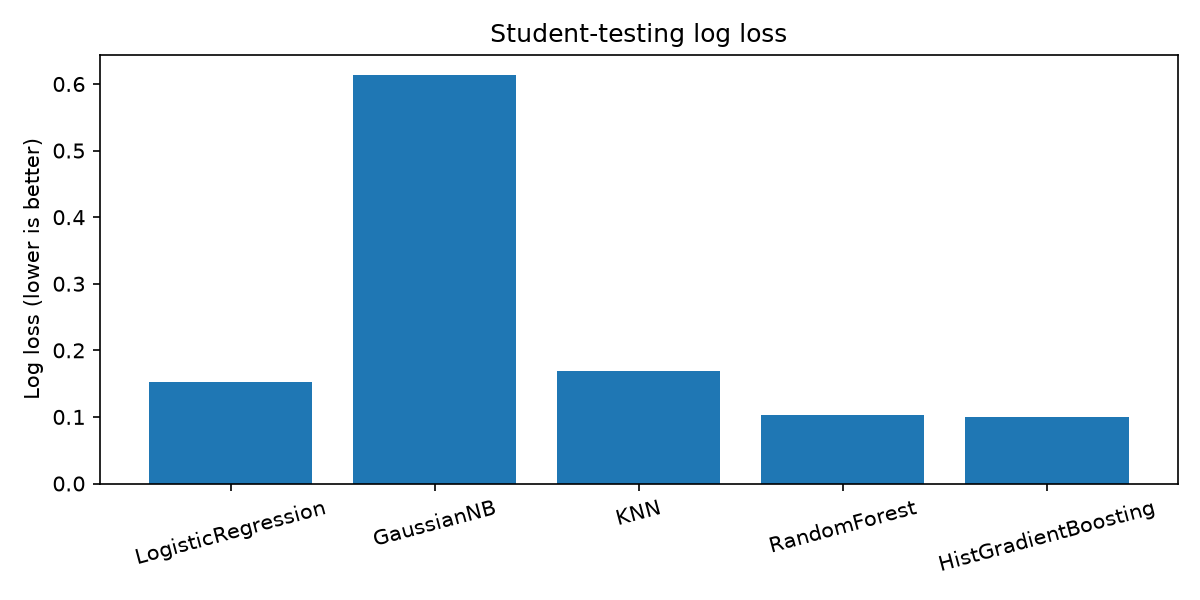 Student-testing log loss
Log loss (lower is better)
0.6
0.5
0.4
0.3
0.2
0.1
0.0
LogisticRegression
GaussianNB
KNN
RandomForest
HistGradientBoosting